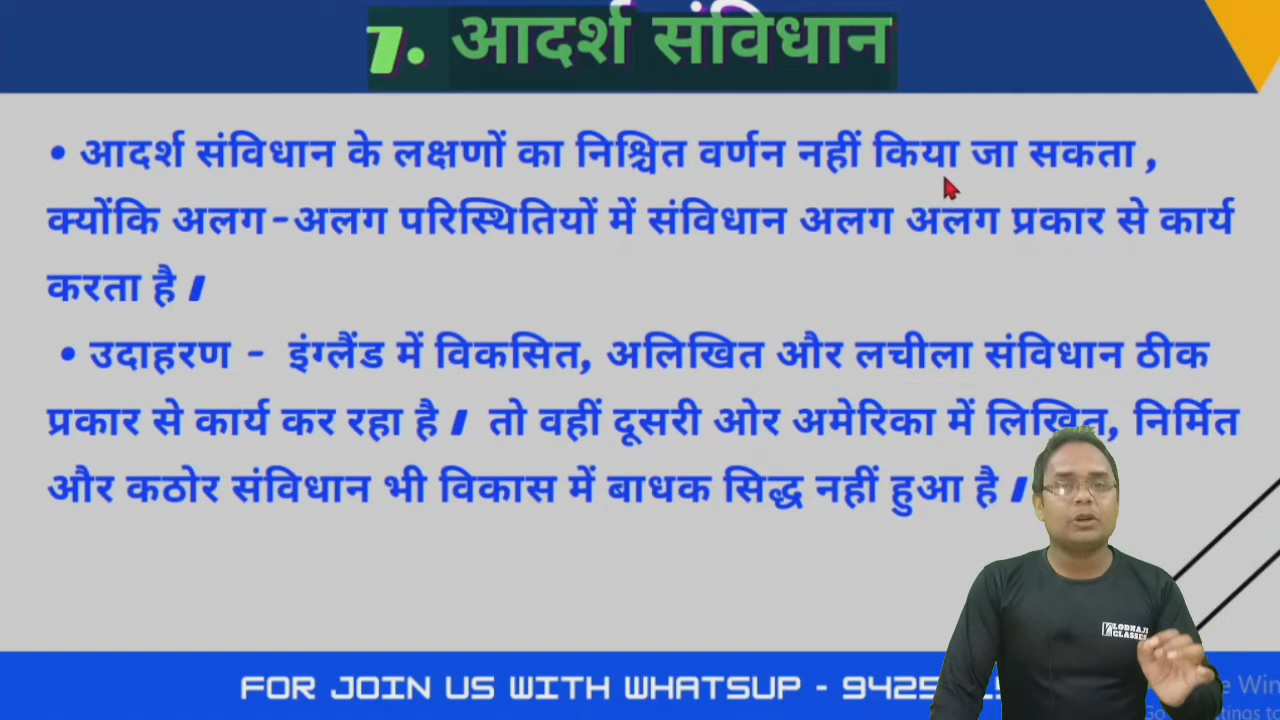 7. आदर्श संविधान
• आदर्श संविधान के लक्षणों का निश्चित वर्णन नहीं किया जा सकता ,
क्योंकि अलग-अलग परिस्थितियों में संविधान अलग अलग प्रकार से कार्य
करता है ।
• उदाहरण - इंग्लैंड में विकसित, अलिखित और लचीला संविधान ठीक
प्रकार से कार्य कर रहा है । तो वहीं दूसरी ओर अमेरिका में लिखित, निर्मित
और कठोर संविधान भी विकास में बाधक सिद्ध नहीं हुआ है ।
LODHAJI
CLASSES
FOR JOIN US WITH WHATSUP - 9425